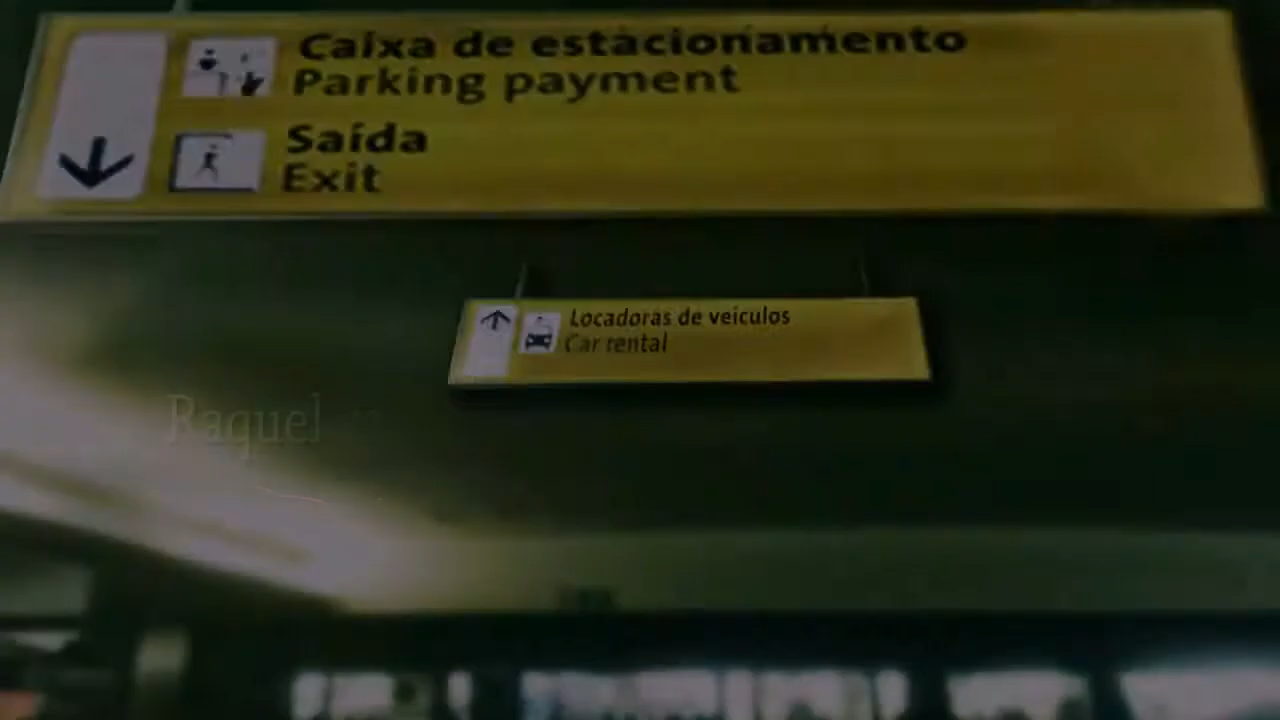 Caixa de estacionamento
Parking payment
Saída
Exit
Locadoras de veículos
Car rental
Raquel